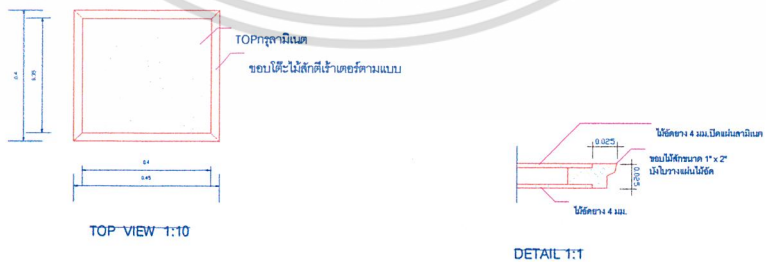 TOPกรุลามิเนต
ขอบโต๊ะไม้สักตีเร้าเตอร์ตามแบบ
0.4
0.35
0.4
0.45
TOP VIEW 1:10
ไม้อัดยาง 4 มม.ปิดแผ่นลามิเนต
0.025
ขอบไม้สักขนาด 1" x 2"
บังใบวางแผ่นไม้อัด
0.025
ไม้อัดยาง 4 มม.
DETAIL 1:1